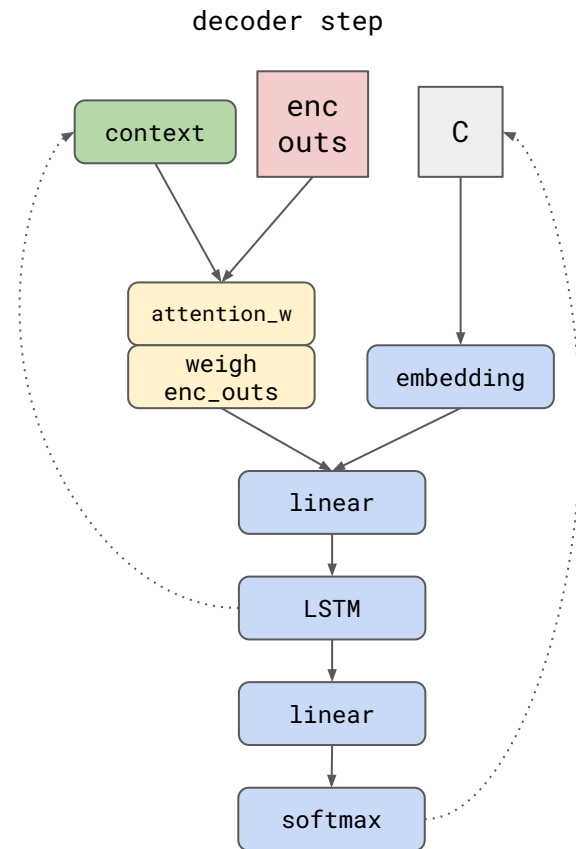 decoder step
context
enc
outs
C
attention_w
weigh
enc_outs
embedding
linear
LSTM
linear
softmax